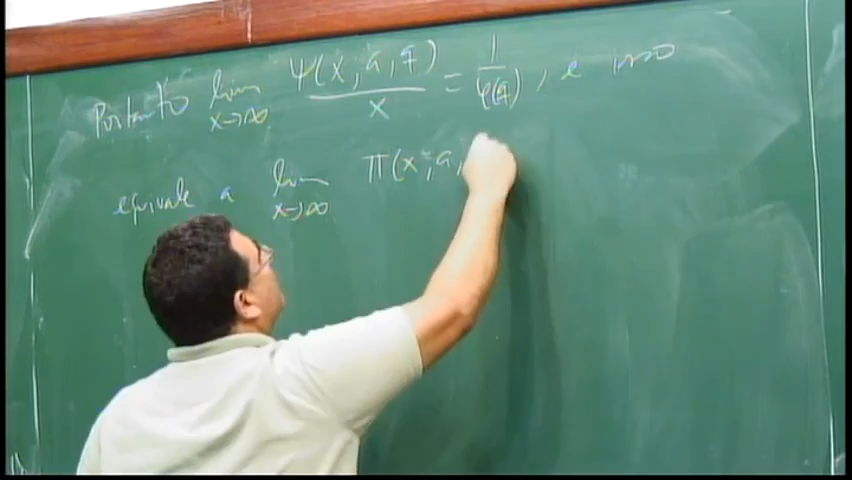 Portanto lim x→∞ ψ(x; a, q) / x = 1 / φ(q), e isso
equivale a lim x→∞ π(x; a,